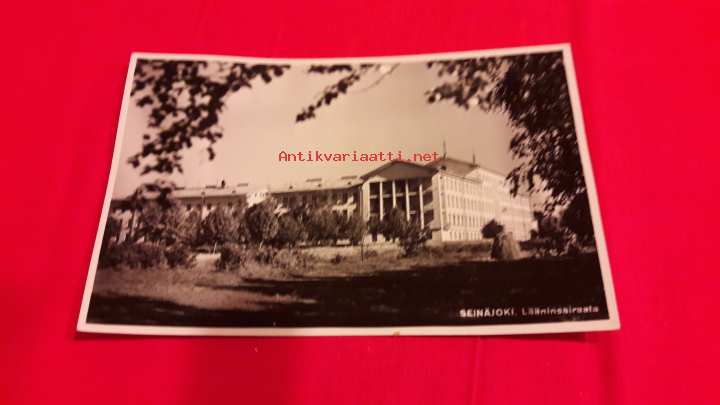 Antikvariaatti.net
SEINÄJOKI. Lääninsairaala